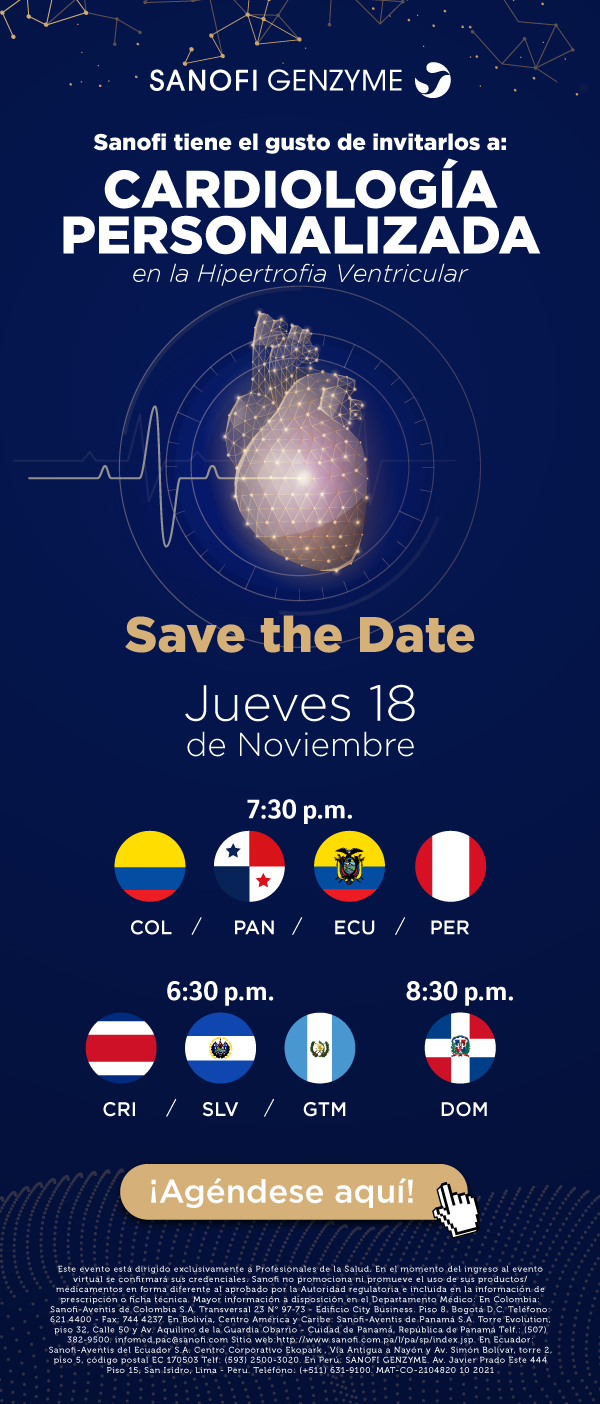 SANOFI GENZYME
Sanofi tiene el gusto de invitarlos a:
CARDIOLOGÍA
PERSONALIZADA
en la Hipertrofia Ventricular
Save the Date
Jueves 18
de Noviembre
7:30 p.m.
COL / PAN / ECU / PER
6:30 p.m. 8:30 p.m.
CRI / SLV / GTM DOM
¡Agéndese aquí!
Este evento está dirigido exclusivamente a Profesionales de la Salud. En el momento del ingreso al evento
virtual se confirmará sus credenciales. Sanofi no promociona ni promueve el uso de sus productos/
medicamentos en forma diferente al aprobado por la Autoridad regulatoria e incluida en la información de
prescripción o ficha técnica. Mayor información a disposición en el Departamento Médico: En Colombia:
Sanofi-Aventis de Colombia S.A. Transversal 23 N° 97-73 - Edificio City Business. Piso 8, Bogotá D.C. Teléfono:
621 4400 - Fax: 744 4237. En Bolivia, Centro América y Caribe: Sanofi-Aventis de Panamá S.A. Torre Evolution,
piso 32, Calle 50 y Av. Aquilino de la Guardia Obarrio - Cuidad de Panamá, República de Panamá Telf.: (507)
382-9500: infomed.pac@sanofi.com Sitio web:http://www.sanofi.com.pa/l/pa/sp/index.jsp. En Ecuador:
Sanofi-Aventis del Ecuador S.A. Centro Corporativo Ekopark , Vía Antigua a Nayón y Av. Simón Bolívar, torre 2,
piso 5, código postal EC 170503 Telf: (593) 2500-3020. En Perú: SANOFI GENZYME. Av. Javier Prado Este 444
Piso 15, San Isidro, Lima - Peru. Teléfono: (+511) 631-9100. MAT-CO-2104820 10 2021